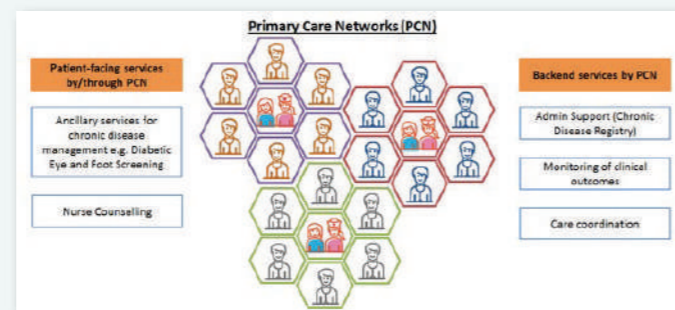 Primary Care Networks (PCN)
Patient-facing services
by/through PCN
Ancillary services for
chronic disease
management e.g. Diabetic
Eye and Foot Screening
Nurse Counselling
Backend services by PCN
Admin Support (Chronic
Disease Registry)
Monitoring of clinical
outcomes
Care coordination